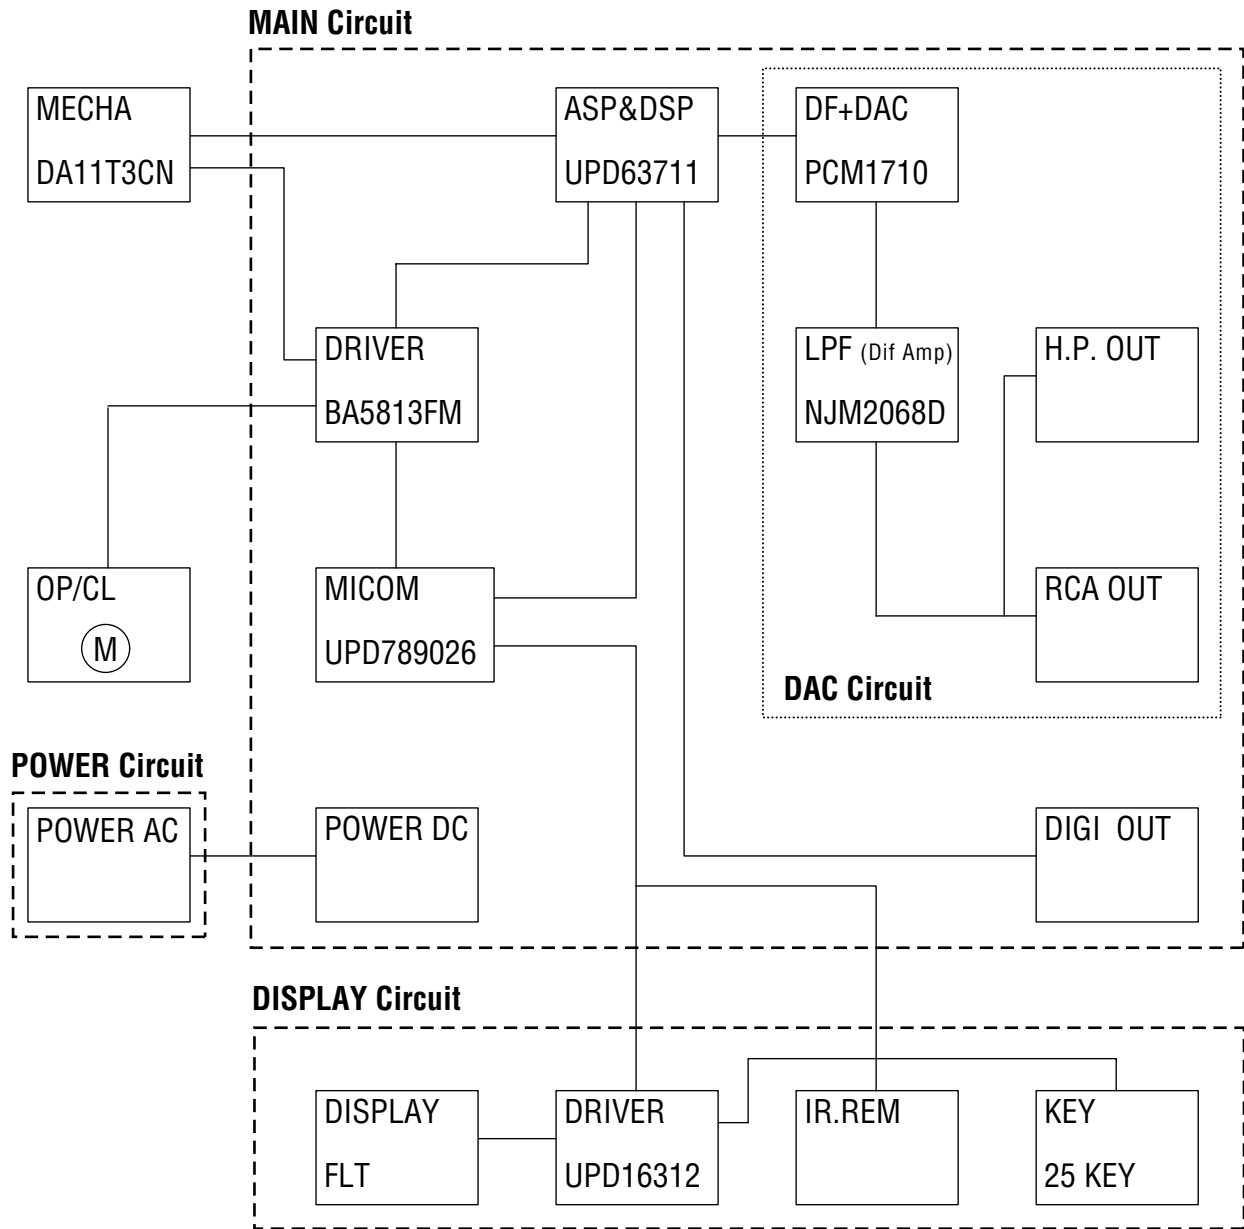 MAIN Circuit
MECHA
DA11T3CN
ASP&DSP
UPD63711
DF+DAC
PCM1710
DRIVER
BA5813FM
LPF (Dif Amp)
NJM2068D
H.P. OUT
OP/CL
M
MICOM
UPD789026
RCA OUT
DAC Circuit
POWER Circuit
POWER AC
POWER DC
DIGI OUT
DISPLAY Circuit
DISPLAY
FLT
DRIVER
UPD16312
IR.REM
KEY
25 KEY